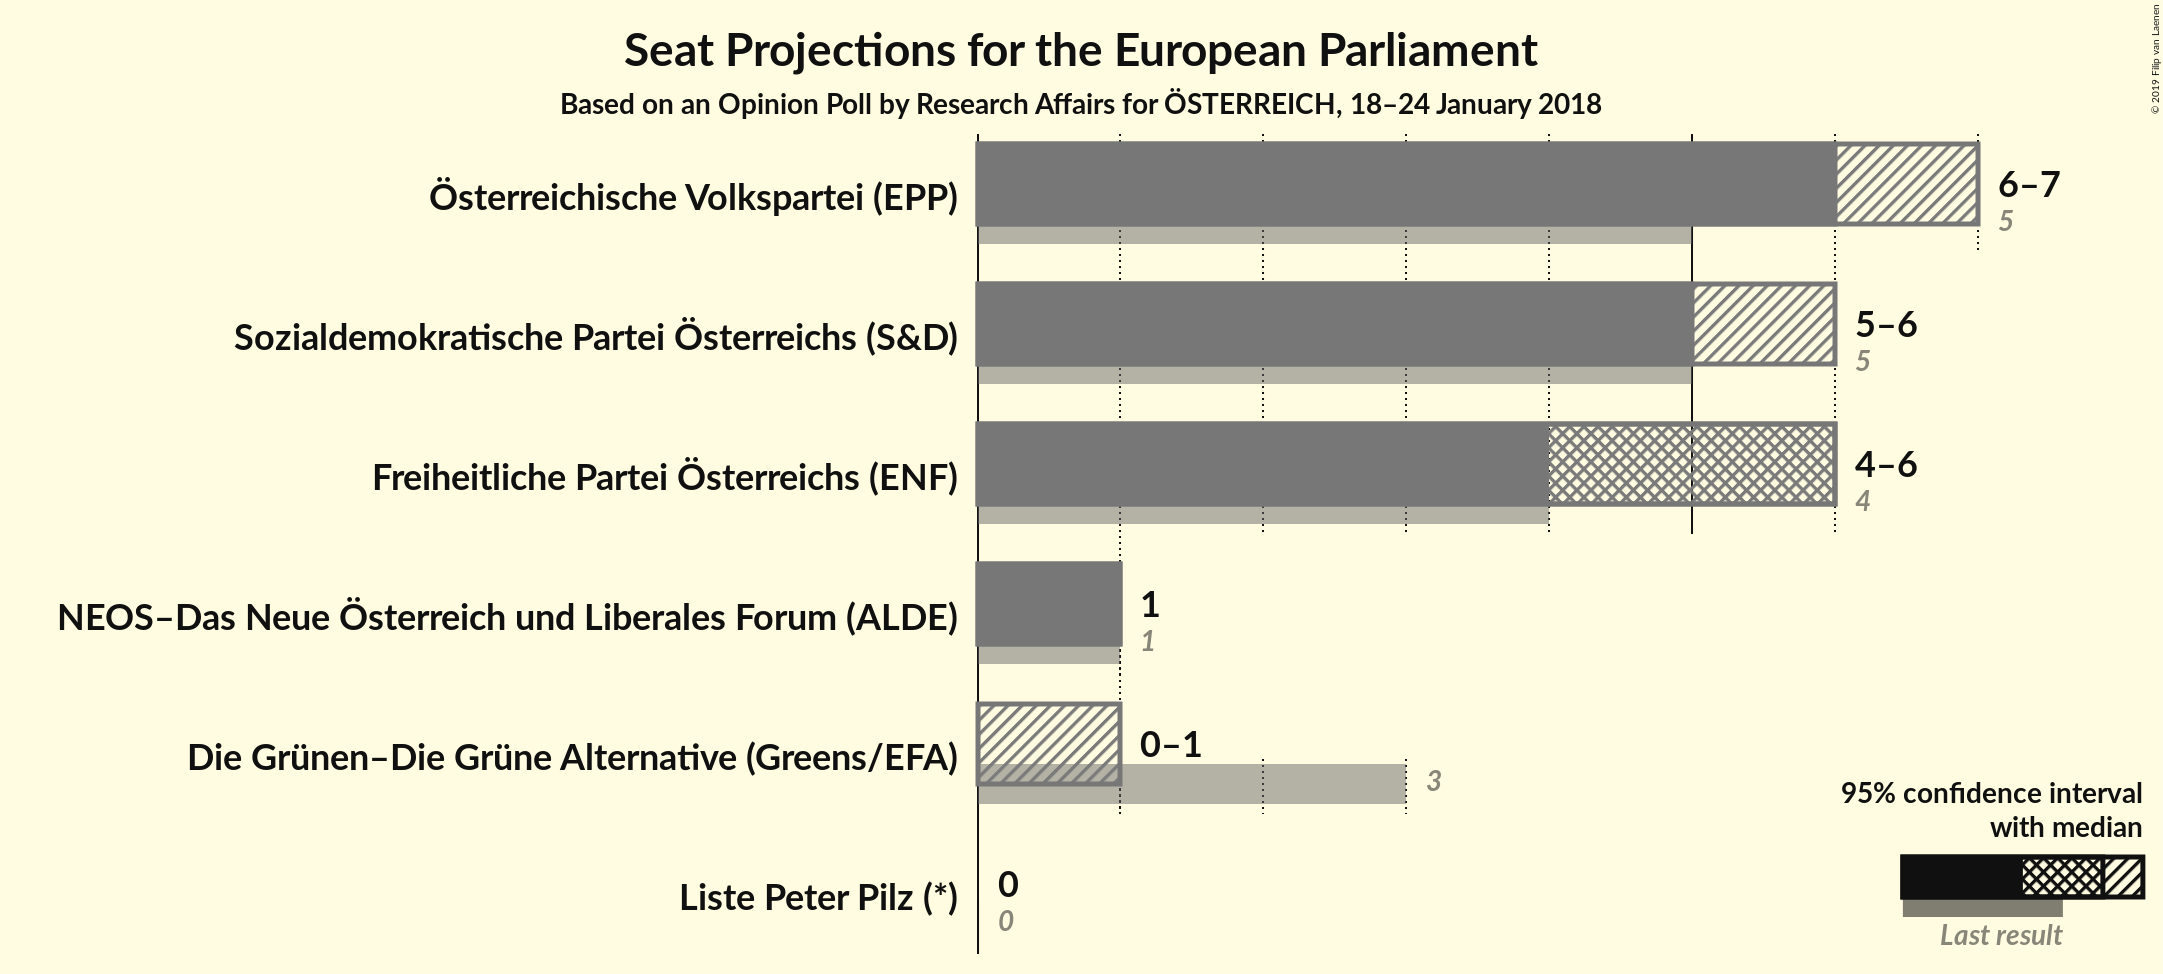 Seat Projections for the European Parliament
Based on an Opinion Poll by Research Affairs for ÖSTERREICH, 18–24 January 2018
© 2019 Filip van Laenen
Österreichische Volkspartei (EPP)
6–7
5
Sozialdemokratische Partei Österreichs (S&D)
5–6
5
Freiheitliche Partei Österreichs (ENF)
4–6
4
NEOS–Das Neue Österreich und Liberales Forum (ALDE)
1
1
Die Grünen–Die Grüne Alternative (Greens/EFA)
0–1
3
Liste Peter Pilz (*)
0
0
95% confidence interval
with median
Last result